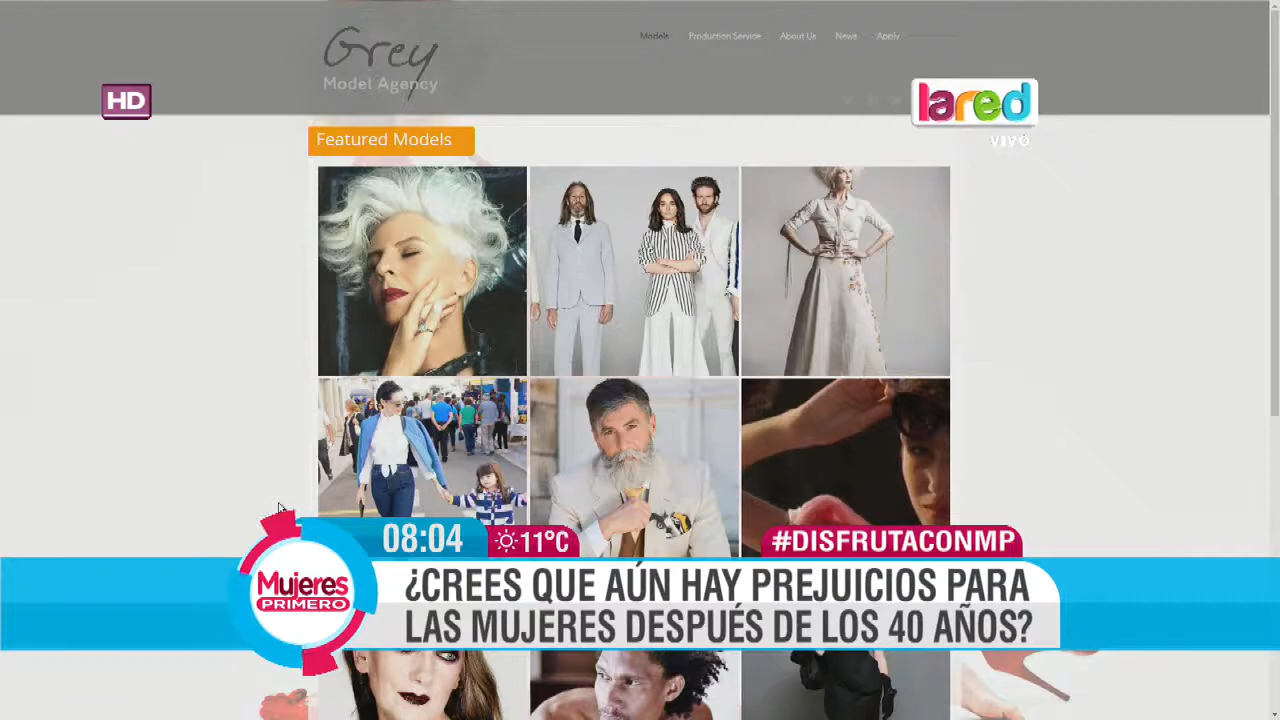 Grey
Model Agency
Models Production Service About Us News Apply
HD
lared
VIVO
Featured Models
08:04
11°C
#DISFRUTACONMP
Mujeres
PRIMERO
¿CREES QUE AÚN HAY PREJUICIOS PARA
LAS MUJERES DESPUÉS DE LOS 40 AÑOS?